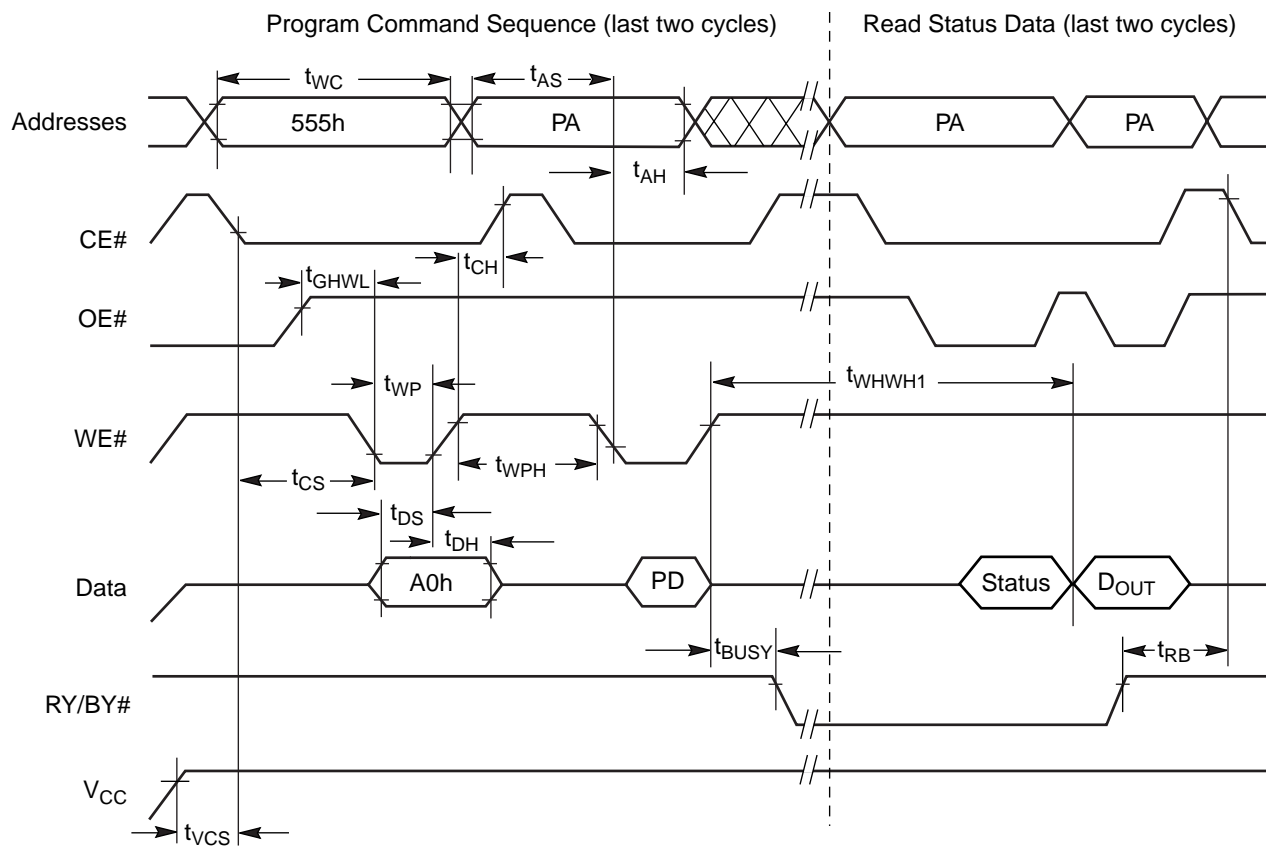 Program Command Sequence (last two cycles)
Read Status Data (last two cycles)
tWC
tAS
Addresses
555h
PA
PA
PA
tAH
CE#
tCH
tGHWL
OE#
tWP
tWHWH1
WE#
tCS
tWPH
tDS
tDH
Data
A0h
PD
Status
DOUT
tBUSY
tRB
RY/BY#
VCC
tVCS